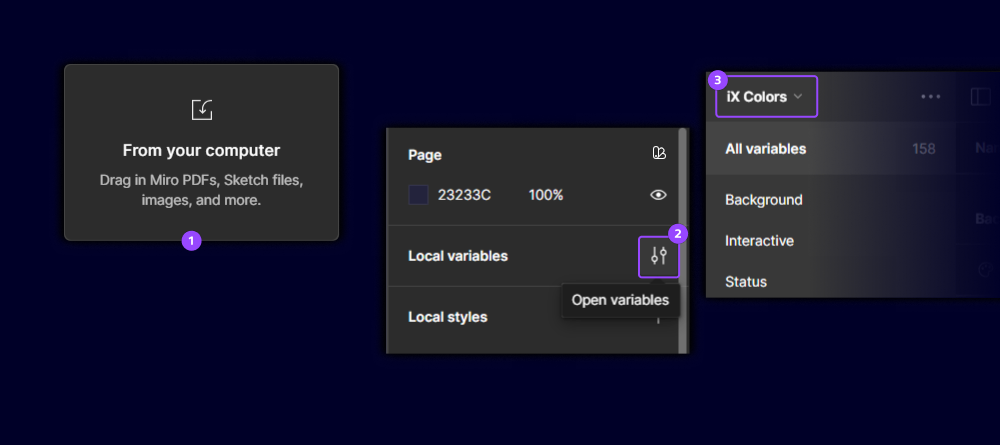 From your computer
Drag in Miro PDFs, Sketch files,
images, and more.
1
Page
23233C 100%
Local variables
2
Open variables
Local styles
3
iX Colors
All variables 158
Background
Interactive
Status